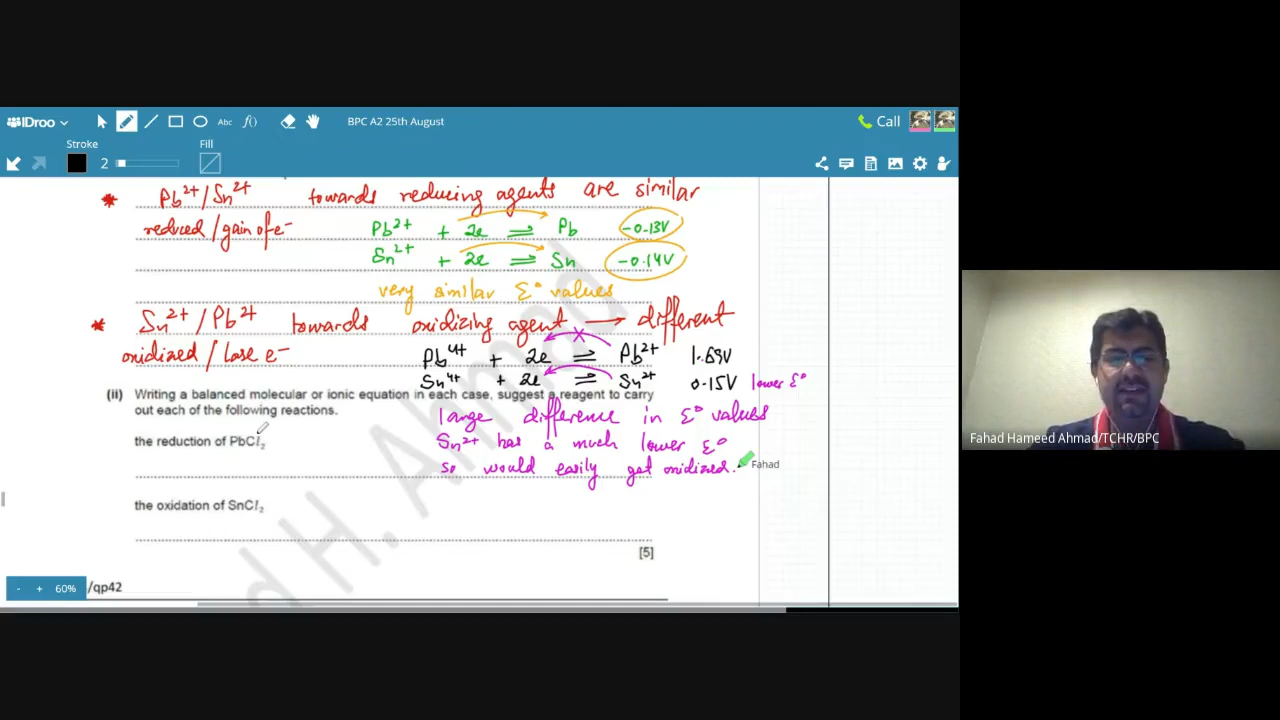 IDroo
Abc
f()
BPC A2 25th August
Call
Stroke
Fill
2
* Pb²⁺/Sn²⁺ towards reducing agents are similar
reduced / gain of e⁻
Pb²⁺ + 2e ⇌ Pb -0.13V
Sn²⁺ + 2e ⇌ Sn -0.14V
very similar E° values
* Sn²⁺/Pb²⁺ towards oxidizing agent → different
oxidized / lose e⁻
Pb⁴⁺ + 2e ⇌ Pb²⁺ 1.69V
Sn⁴⁺ + 2e ⇌ Sn²⁺ 0.15V lower E°
(ii) Writing a balanced molecular or ionic equation in each case, suggest a reagent to carry
out each of the following reactions.
large difference in E° values
the reduction of PbCl₂
Sn²⁺ has a much lower E°
so would easily get oxidized.
Fahad
the oxidation of SnCl₂
[5]
- + 60%
/qp42
d H. Ahmad
Fahad Hameed Ahmad/TCHR/BPC